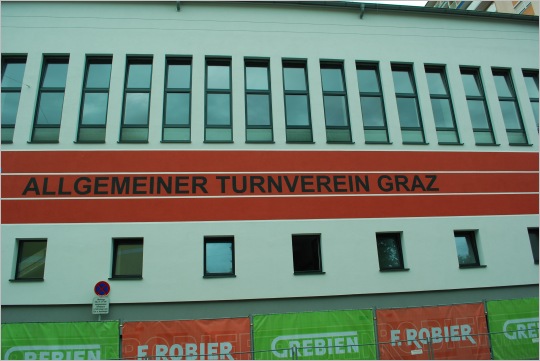 ALLGEMEINER TURNVEREIN GRAZ
GREBIEN F. ROBIER GREBIEN F. ROBIER GREBIEN